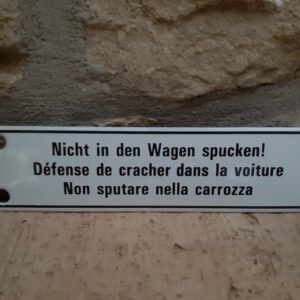 Nicht in den Wagen spucken!
Défense de cracher dans la voiture
Non sputare nella carrozza